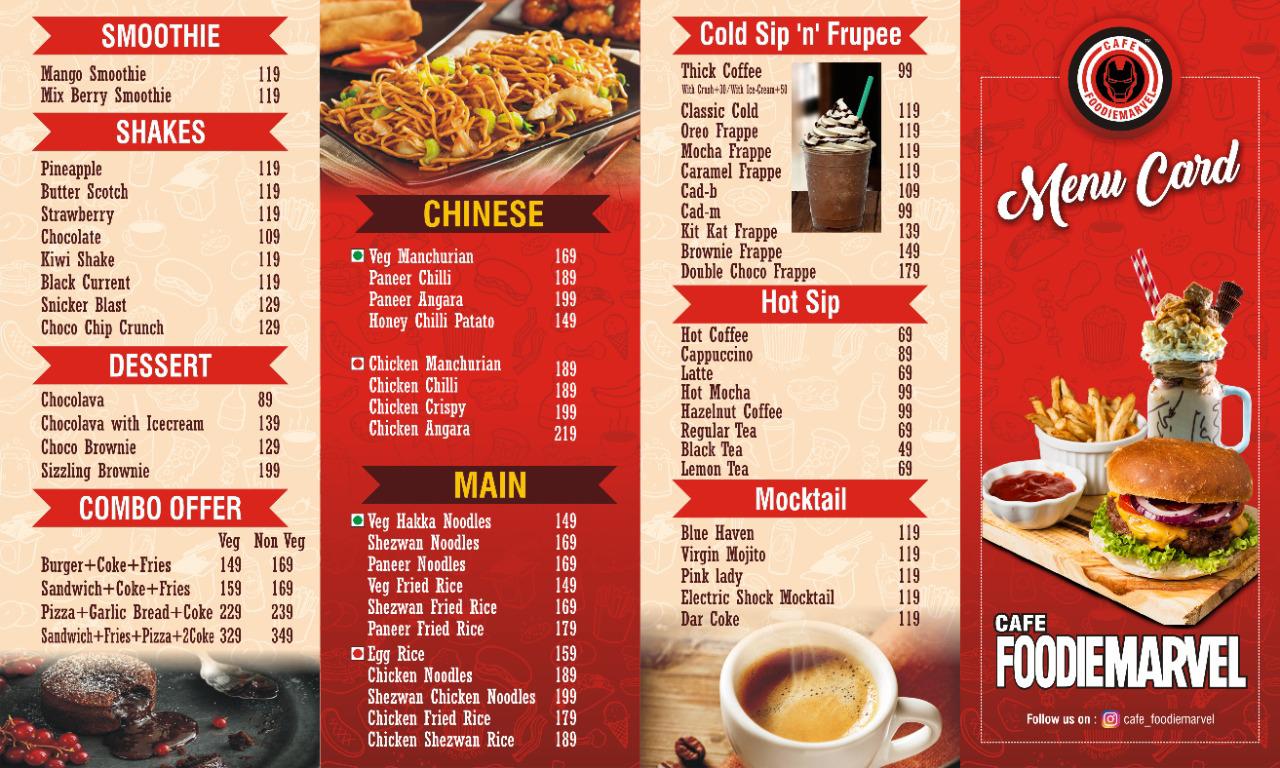 SMOOTHIE
Mango Smoothie 119
Mix Berry Smoothie 119
SHAKES
Pineapple 119
Butter Scotch 119
Strawberry 119
Chocolate 109
Kiwi Shake 119
Black Current 119
Snicker Blast 129
Choco Chip Crunch 129
DESSERT
Chocolava 89
Chocolava with Icecream 139
Choco Brownie 129
Sizzling Brownie 199
COMBO OFFER
Veg Non Veg
Burger+Coke+Fries 149 169
Sandwich+Coke+Fries 159 169
Pizza+Garlic Bread+Coke 229 239
Sandwich+Fries+Pizza+2Coke 329 349
CHINESE
Veg Manchurian 169
Paneer Chilli 189
Paneer Angara 199
Honey Chilli Patato 149
Chicken Manchurian 189
Chicken Chilli 189
Chicken Crispy 199
Chicken Angara 219
MAIN
Veg Hakka Noodles 149
Shezwan Noodles 169
Paneer Noodles 169
Veg Fried Rice 149
Shezwan Fried Rice 169
Paneer Fried Rice 179
Egg Rice 159
Chicken Noodles 189
Shezwan Chicken Noodles 199
Chicken Fried Rice 179
Chicken Shezwan Rice 189
Cold Sip 'n' Frupee
Thick Coffee 99
With Crush+30/With Ice-Cream+50
Classic Cold 119
Oreo Frappe 119
Mocha Frappe 119
Caramel Frappe 119
Cad-b 109
Cad-m 99
Kit Kat Frappe 139
Brownie Frappe 149
Double Choco Frappe 179
Hot Sip
Hot Coffee 69
Cappuccino 89
Latte 69
Hot Mocha 99
Hazelnut Coffee 99
Regular Tea 69
Black Tea 49
Lemon Tea 69
Mocktail
Blue Haven 119
Virgin Mojito 119
Pink lady 119
Electric Shock Mocktail 119
Dar Coke 119
CAFE
FOODIEMARVEL
Menu Card
CAFE
FOODIEMARVEL
Follow us on : cafe_foodiemarvel